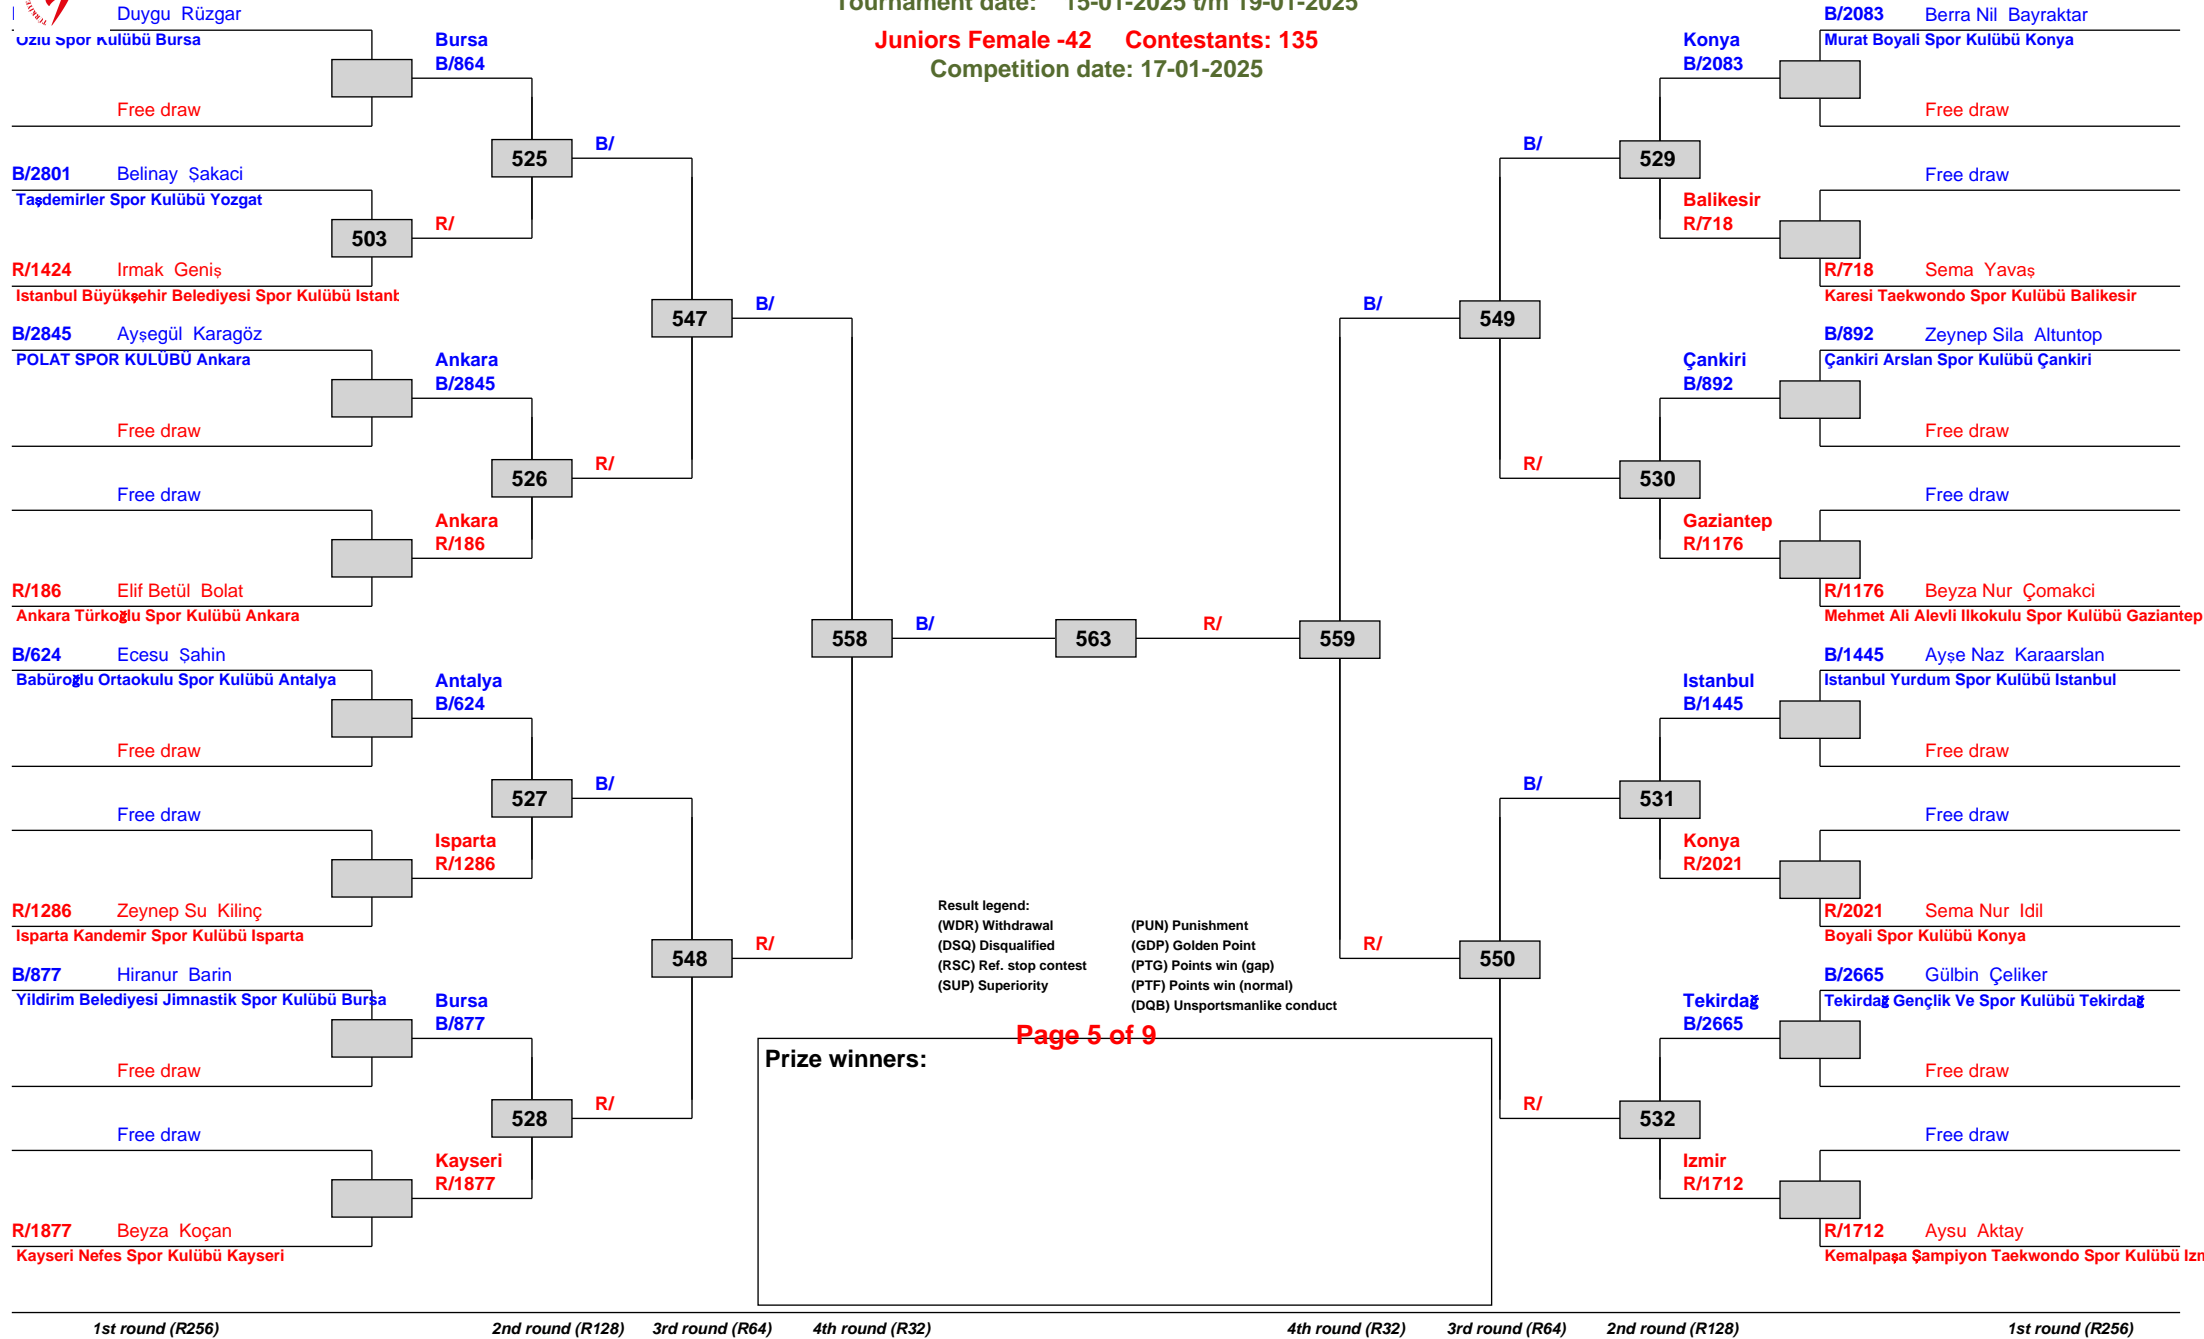 Tournament date: 15-01-2025 t/m 19-01-2025
Juniors Female -42 Contestants: 135
Competition date: 17-01-2025
Duygu Rüzgar
Özlü Spor Kulübü Bursa
Free draw
Bursa
B/864
B/2801 Belinay Şakaci
Taşdemirler Spor Kulübü Yozgat
503
R/
R/1424 Irmak Geniş
Istanbul Büyükşehir Belediyesi Spor Kulübü
525
B/
B/2845 Ayşegül Karagöz
POLAT SPOR KULÜBÜ Ankara
Free draw
Ankara
B/2845
526
R/
Free draw
Ankara
R/186
R/186 Elif Betül Bolat
Ankara Türkoğlu Spor Kulübü Ankara
547
B/
B/624 Ecesu Şahin
Babüroğlu Ortaokulu Spor Kulübü Antalya
Free draw
Antalya
B/624
527
B/
Free draw
Isparta
R/1286
R/1286 Zeynep Su Kilinç
Isparta Kandemir Spor Kulübü Isparta
548
R/
B/877 Hiranur Barin
Yildirim Belediyesi Jimnastik Spor Kulübü Bursa
Free draw
Bursa
B/877
528
R/
Free draw
Kayseri
R/1877
R/1877 Beyza Koçan
Kayseri Nefes Spor Kulübü Kayseri
558
B/
563
R/
559
B/2083 Berra Nil Bayraktar
Murat Boyali Spor Kulübü Konya
Konya
B/2083
Free draw
B/
529
Free draw
Balikesir
R/718
R/718 Sema Yavaş
Karesi Taekwondo Spor Kulübü Balikesir
B/
549
B/892 Zeynep Sila Altuntop
Çankiri Arslan Spor Kulübü Çankiri
Çankiri
B/892
Free draw
R/
530
Free draw
Gaziantep
R/1176
R/1176 Beyza Nur Çomakci
Mehmet Ali Alevli Ilkokulu Spor Kulübü Gaziantep
B/1445 Ayşe Naz Karaarslan
Istanbul Yurdum Spor Kulübü Istanbul
Istanbul
B/1445
Free draw
B/
531
Free draw
Konya
R/2021
R/2021 Sema Nur Idil
Boyali Spor Kulübü Konya
R/
550
B/2665 Gülbin Çeliker
Tekirdağ Gençlik Ve Spor Kulübü Tekirdağ
Tekirdağ
B/2665
Free draw
R/
532
Free draw
Izmir
R/1712
R/1712 Aysu Aktay
Kemalpaşa Şampiyon Taekwondo Spor Kulübü
Result legend:
(WDR) Withdrawal (PUN) Punishment
(DSQ) Disqualified (GDP) Golden Point
(RSC) Ref. stop contest (PTG) Points win (gap)
(SUP) Superiority (PTF) Points win (normal)
(DQB) Unsportsmanlike conduct
Page 5 of 9
Prize winners:
1st round (R256) 2nd round (R128) 3rd round (R64) 4th round (R32) 4th round (R32) 3rd round (R64) 2nd round (R128) 1st round (R256)